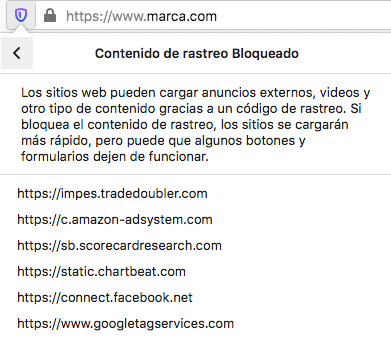 https://www.marca.com
Contenido de rastreo Bloqueado
Los sitios web pueden cargar anuncios externos, videos y
otro tipo de contenido gracias a un código de rastreo. Si
bloquea el contenido de rastreo, los sitios se cargarán
más rápido, pero puede que algunos botones y
formularios dejen de funcionar.
https://impes.tradedoubler.com
https://c.amazon-adsystem.com
https://sb.scorecardresearch.com
https://static.chartbeat.com
https://connect.facebook.net
https://www.googletagservices.com